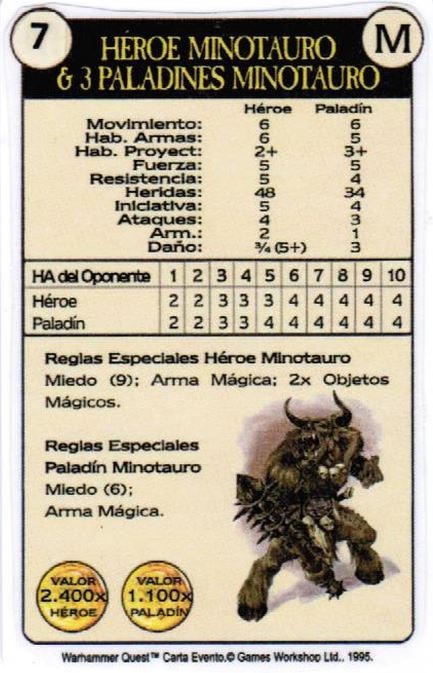 7
M
HÉROE MINOTAURO
& 3 PALADINES MINOTAURO
Héroe Paladín
Movimiento: 6 6
Hab. Armas: 6 5
Hab. Proyect: 2+ 3+
Fuerza: 5 5
Resistencia: 5 4
Heridas: 48 34
Iniciativa: 5 4
Ataques: 4 3
Arm.: 2 1
Daño: ¾ (5+) 3
HA del Oponente 1 2 3 4 5 6 7 8 9 10
Héroe 2 2 3 3 3 4 4 4 4 4
Paladín 2 2 3 3 4 4 4 4 4 4
Reglas Especiales Héroe Minotauro
Miedo (9); Arma Mágica; 2x Objetos
Mágicos.
Reglas Especiales
Paladín Minotauro
Miedo (6);
Arma Mágica.
VALOR
2.400x
HÉROE
VALOR
1.100x
PALADÍN
Warhammer Quest™ Carta Evento.© Games Workshop Ltd.. 1995.